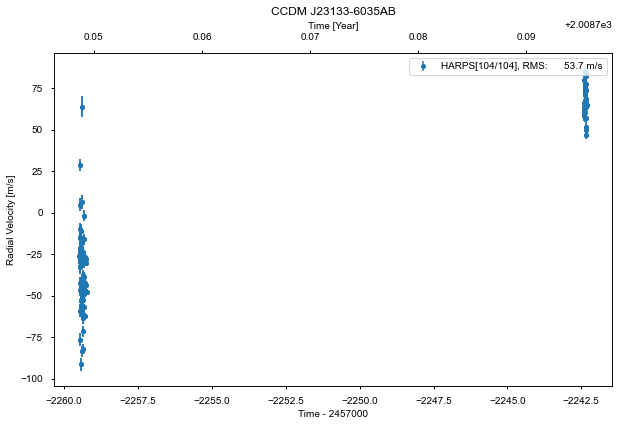 CCDM J23133-6035AB
Time [Year]
+2.0087e3
0.05 0.06 0.07 0.08 0.09
HARPS[104/104], RMS: 53.7 m/s
Radial Velocity [m/s]
75
50
25
0
−25
−50
−75
−100
−2260.0 −2257.5 −2255.0 −2252.5 −2250.0 −2247.5 −2245.0 −2242.5
Time - 2457000